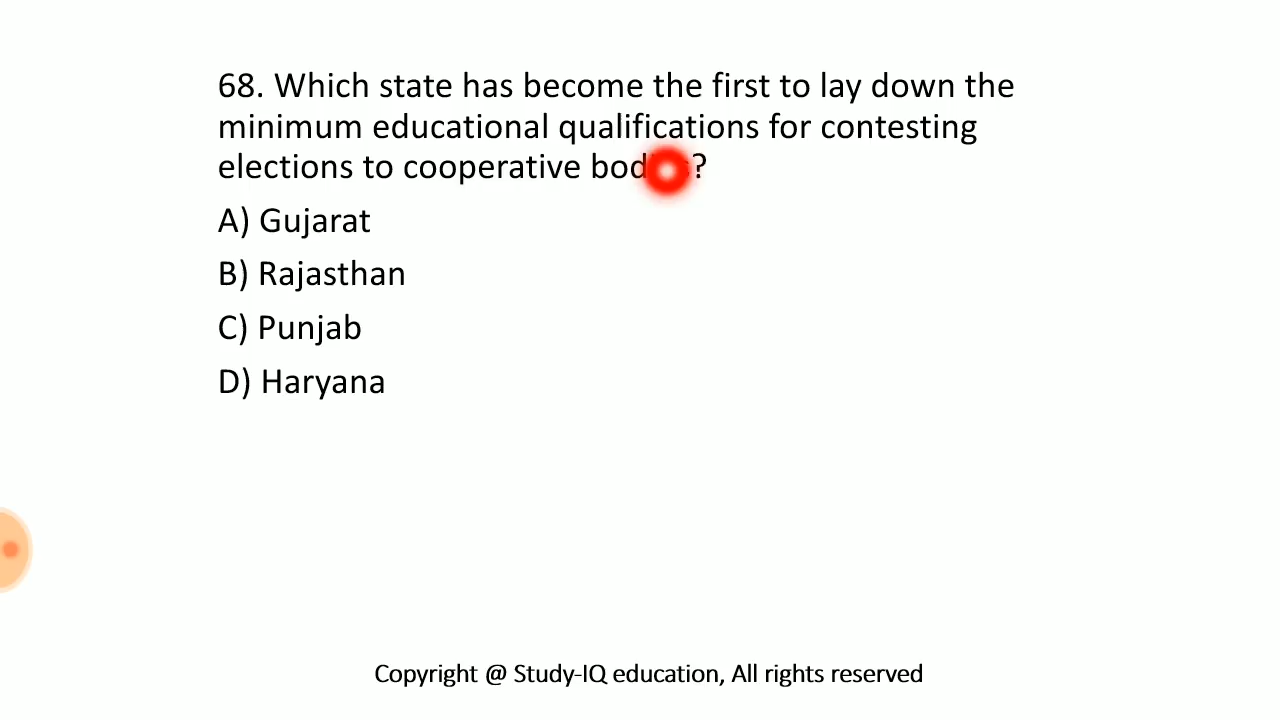 68. Which state has become the first to lay down the
minimum educational qualifications for contesting
elections to cooperative bodies?
A) Gujarat
B) Rajasthan
C) Punjab
D) Haryana
Copyright @ Study-IQ education, All rights reserved